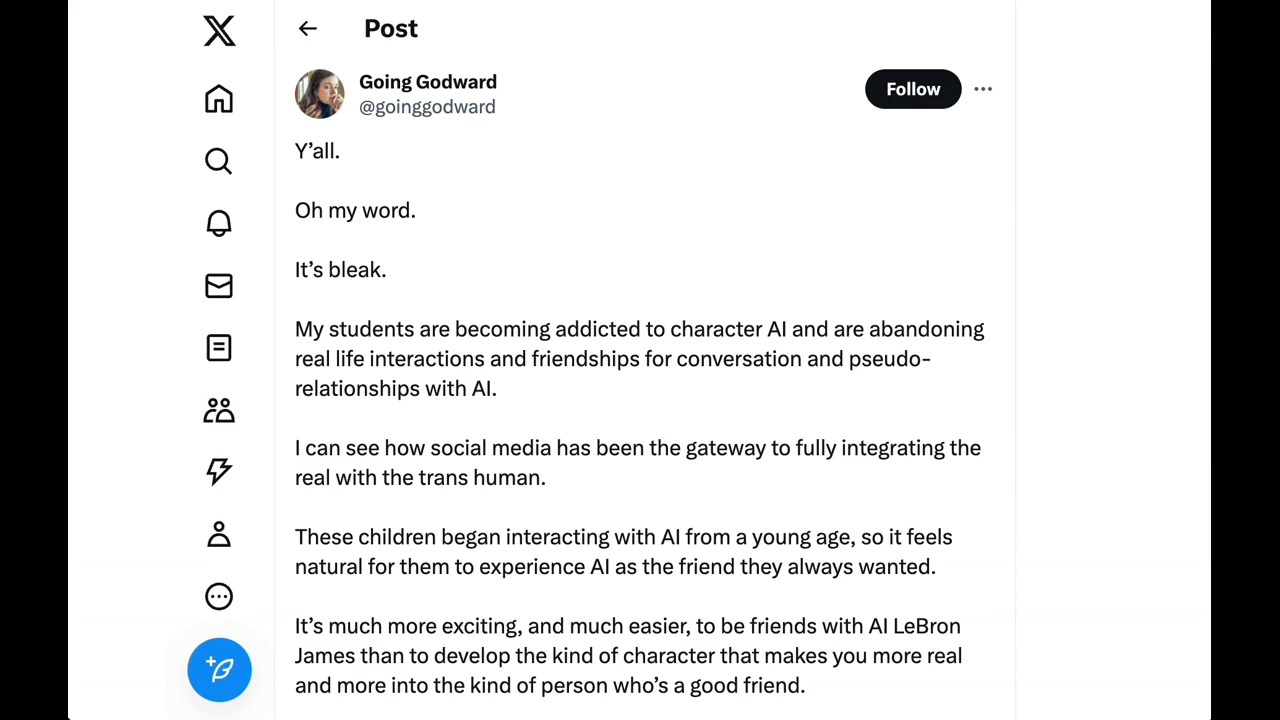 Post
Going Godward
@goinggodward
Follow
Y’all.
Oh my word.
It’s bleak.
My students are becoming addicted to character AI and are abandoning
real life interactions and friendships for conversation and pseudo-
relationships with AI.
I can see how social media has been the gateway to fully integrating the
real with the trans human.
These children began interacting with AI from a young age, so it feels
natural for them to experience AI as the friend they always wanted.
It’s much more exciting, and much easier, to be friends with AI LeBron
James than to develop the kind of character that makes you more real
and more into the kind of person who’s a good friend.